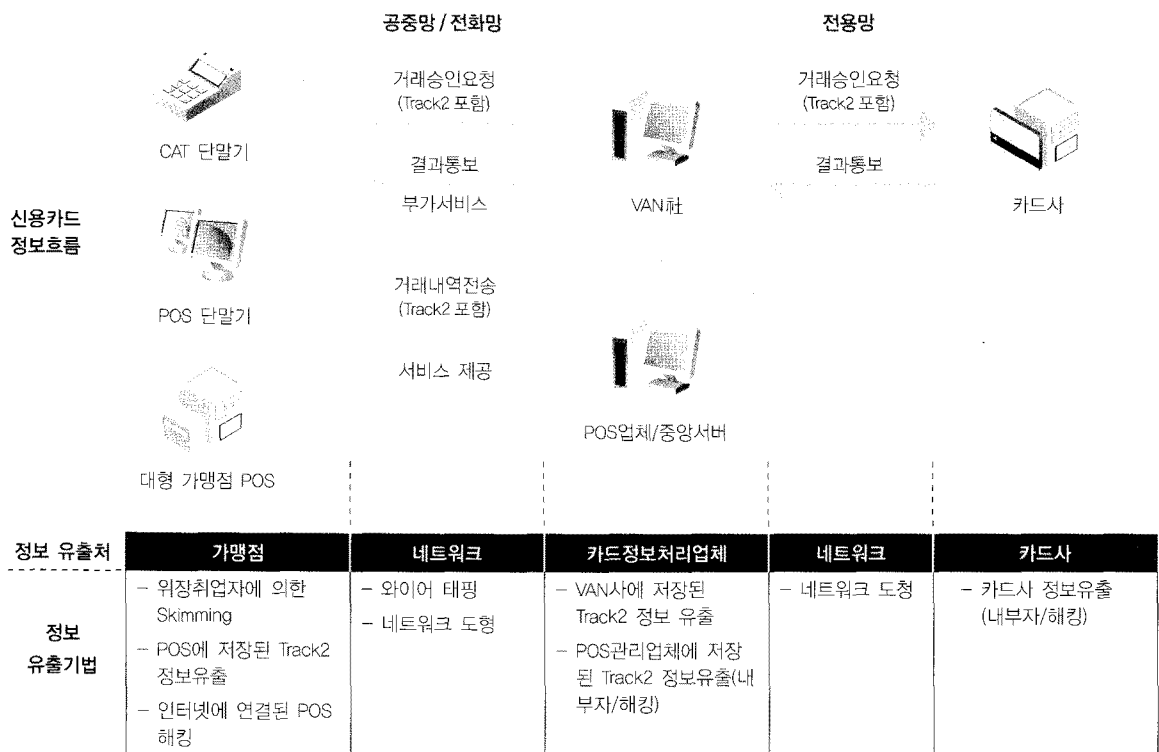 공중망 / 전화망
전용망
거래승인요청
(Track2 포함)
거래승인요청
(Track2 포함)
CAT 단말기
결과통보
부가서비스
VAN社
결과통보
카드사
신용카드
정보흐름
POS 단말기
거래내역전송
(Track2 포함)
서비스 제공
POS업체/중앙서버
대형 가맹점 POS
정보 유출처
가맹점
네트워크
카드정보처리업체
네트워크
카드사
정보
유출기법
– 위장취업자에 의한
Skimming
– POS에 저장된 Track2
정보유출
– 인터넷에 연결된 POS
해킹
– 와이어 태핑
– 네트워크 도형
– VAN사에 저장된
Track2 정보 유출
– POS관리업체에 저장
된 Track2 정보유출(내
부자/해킹)
– 네트워크 도청
– 카드사 정보유출
(내부자/해킹)